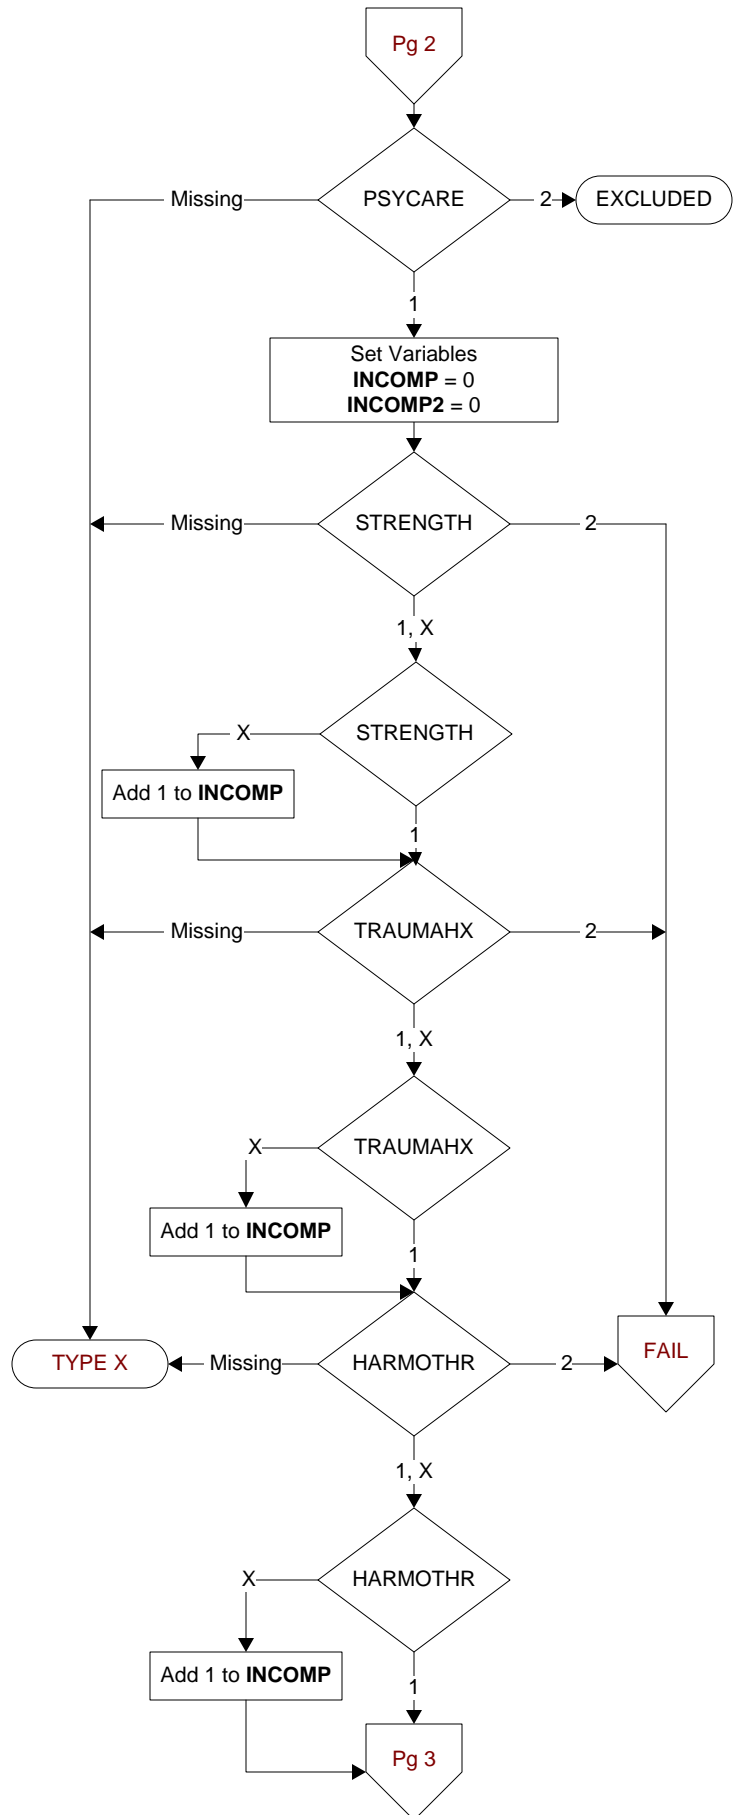 Pg 2
Missing
PSYCARE
2
EXCLUDED
1
Set Variables
INCOMP = 0
INCOMP2 = 0
Missing
STRENGTH
2
1, X
X
STRENGTH
Add 1 to INCOMP
1
Missing
TRAUMAHX
2
1, X
X
TRAUMAHX
Add 1 to INCOMP
1
TYPE X
Missing
HARMOTHR
2
FAIL
1, X
X
HARMOTHR
Add 1 to INCOMP
1
Pg 3